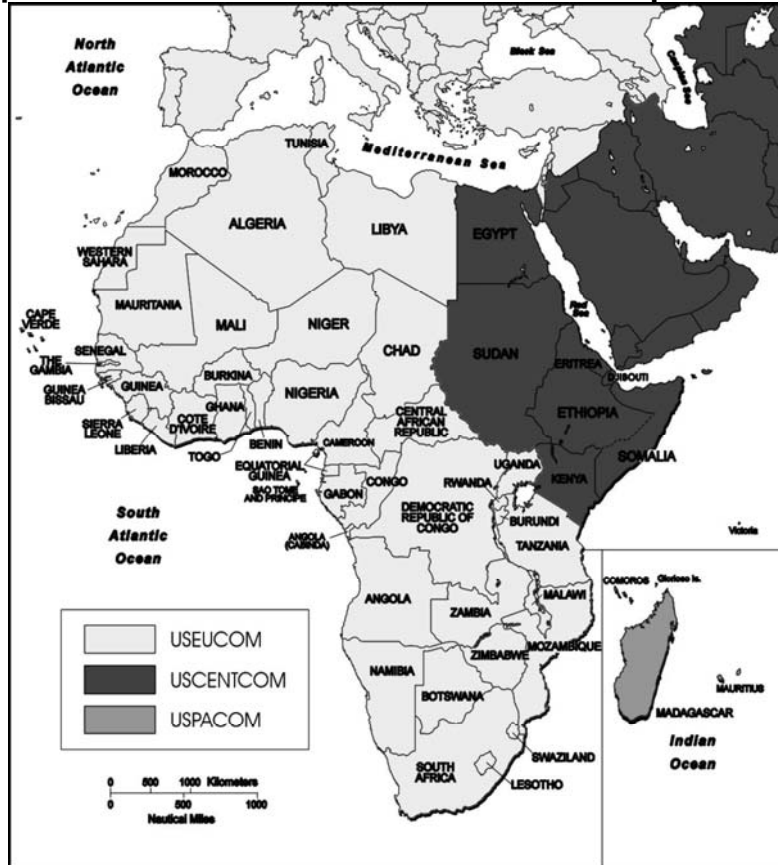 North
Atlantic
Ocean
Black Sea
Caspian Sea
Mediterranean Sea
TUNISIA
MOROCCO
ALGERIA
LIBYA
EGYPT
WESTERN
SAHARA
MAURITANIA
MALI
NIGER
CHAD
SUDAN
Red
Sea
ERITREA
DJIBOUTI
CAPE
VERDE
SENEGAL
THE
GAMBIA
GUINEA
BISSAU
GUINEA
BURKINA
NIGERIA
GHANA
COTE
D'IVOIRE
SIERRA
LEONE
LIBERIA
TOGO
BENIN
CENTRAL
AFRICAN
REPUBLIC
CAMEROON
ETHIOPIA
SOMALIA
EQUATORIAL
GUINEA
SAO TOME
AND PRINCIPE
GABON
CONGO
UGANDA
KENYA
RWANDA
DEMOCRATIC
REPUBLIC OF
CONGO
BURUNDI
TANZANIA
ANGOLA
(CABINDA)
South
Atlantic
Ocean
Victoria
ANGOLA
ZAMBIA
MALAWI
MOZAMBIQUE
ZIMBABWE
NAMIBIA
BOTSWANA
SWAZILAND
SOUTH
AFRICA
LESOTHO
COMOROS
Glorioso Is.
MAURITIUS
MADAGASCAR
Indian
Ocean
USEUCOM
USCENTCOM
USPACOM
0 500 1000 Kilometers
0 500 1000
Nautical Miles